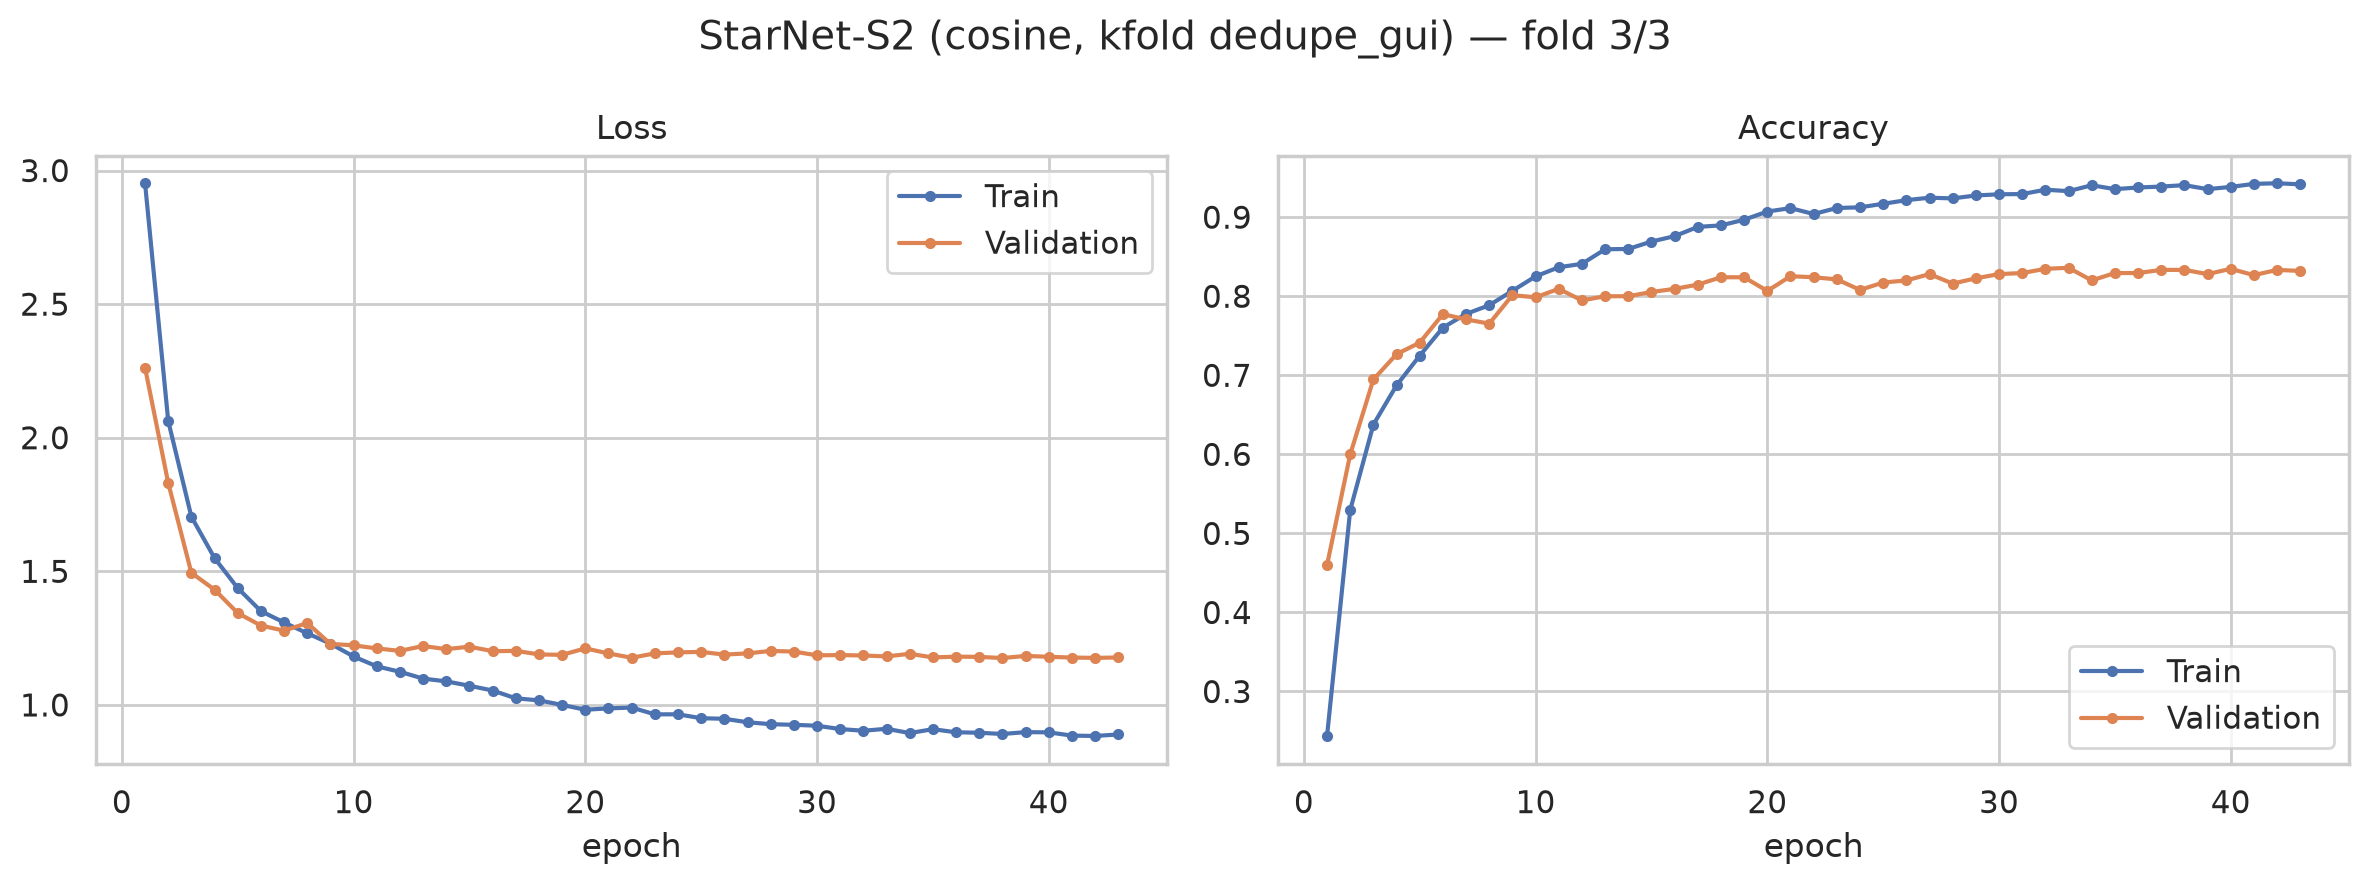 StarNet-S2 (cosine, kfold dedupe_gui) — fold 3/3
Loss
3.0
2.5
2.0
1.5
1.0
0 10 20 30 40
epoch
Train
Validation
Accuracy
0.9
0.8
0.7
0.6
0.5
0.4
0.3
0 10 20 30 40
epoch
Train
Validation